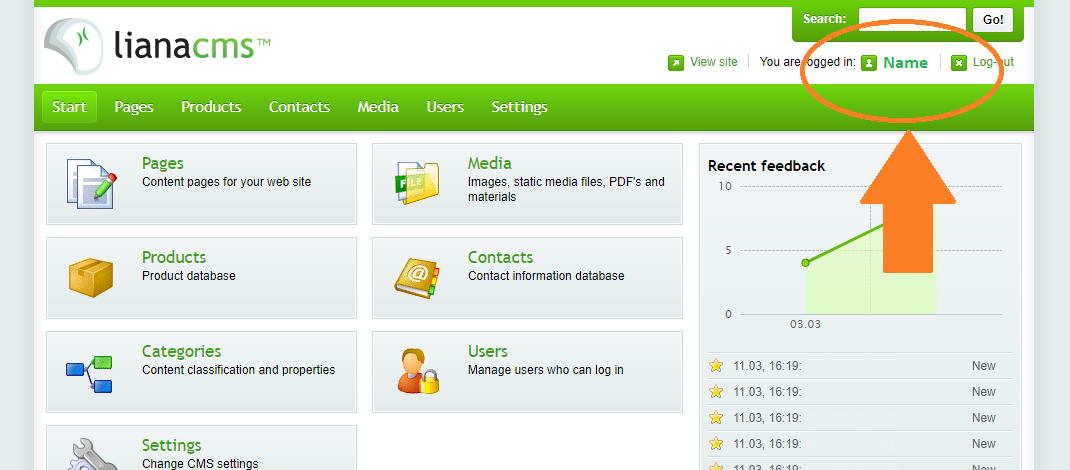 Search:
Go!
lianacms™
View site
You are logged in:
Name
Log-out
Start
Pages
Products
Contacts
Media
Users
Settings
Pages
Content pages for your web site
Media
Images, static media files, PDF's and
materials
Products
Product database
Contacts
Contact information database
Categories
Content classification and properties
Users
Manage users who can log in
Settings
Change CMS settings
Recent feedback
10
5
0
03.03
11.03, 16:19:
New
11.03, 16:19:
New
11.03, 16:19:
New
11.03, 16:19:
New